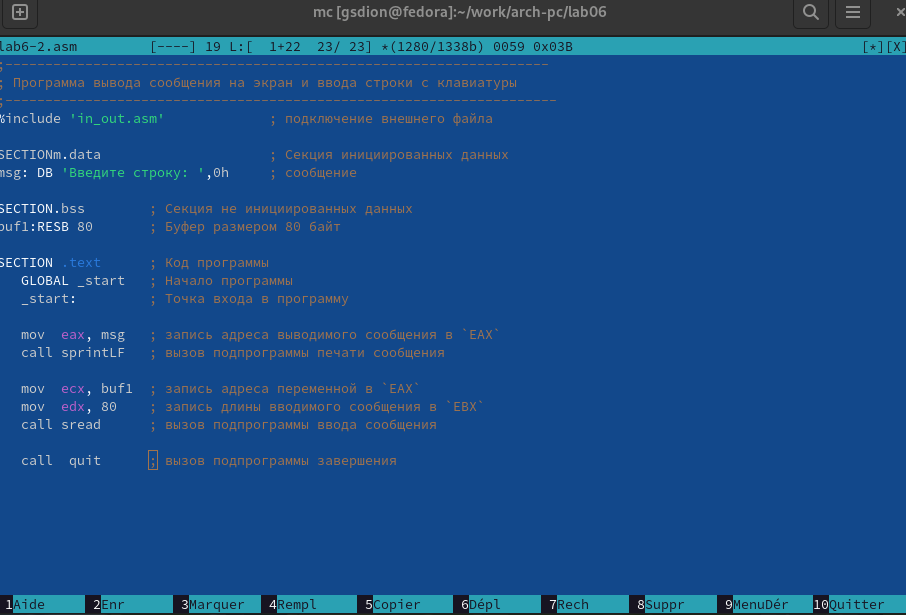 mc [gsdion@fedora]:~/work/arch-pc/lab06
lab6-2.asm [----] 19 L:[ 1+22 23/ 23] *(1280/1338b) 0059 0x03B [*][X]
;--------------------------------------------------------------------
; Программа вывода сообщения на экран и ввода строки с клавиатуры
;---------------------------------------------------------------------
%include 'in_out.asm' ; подключение внешнего файла
SECTIONm.data ; Секция инициированных данных
msg: DB 'Введите строку: ',0h ; сообщение
SECTION.bss ; Секция не инициированных данных
buf1:RESB 80 ; Буфер размером 80 байт
SECTION .text ; Код программы
GLOBAL _start ; Начало программы
_start: ; Точка входа в программу
mov eax, msg ; запись адреса выводимого сообщения в `EAX`
call sprintLF ; вызов подпрограммы печати сообщения
mov ecx, buf1 ; запись адреса переменной в `EAX`
mov edx, 80 ; запись длины вводимого сообщения в `EBX`
call sread ; вызов подпрограммы ввода сообщения
call quit ; вызов подпрограммы завершения
1Aide 2Enr 3Marquer 4Rempl 5Copier 6Dépl 7Rech 8Suppr 9MenuDér 10Quitter